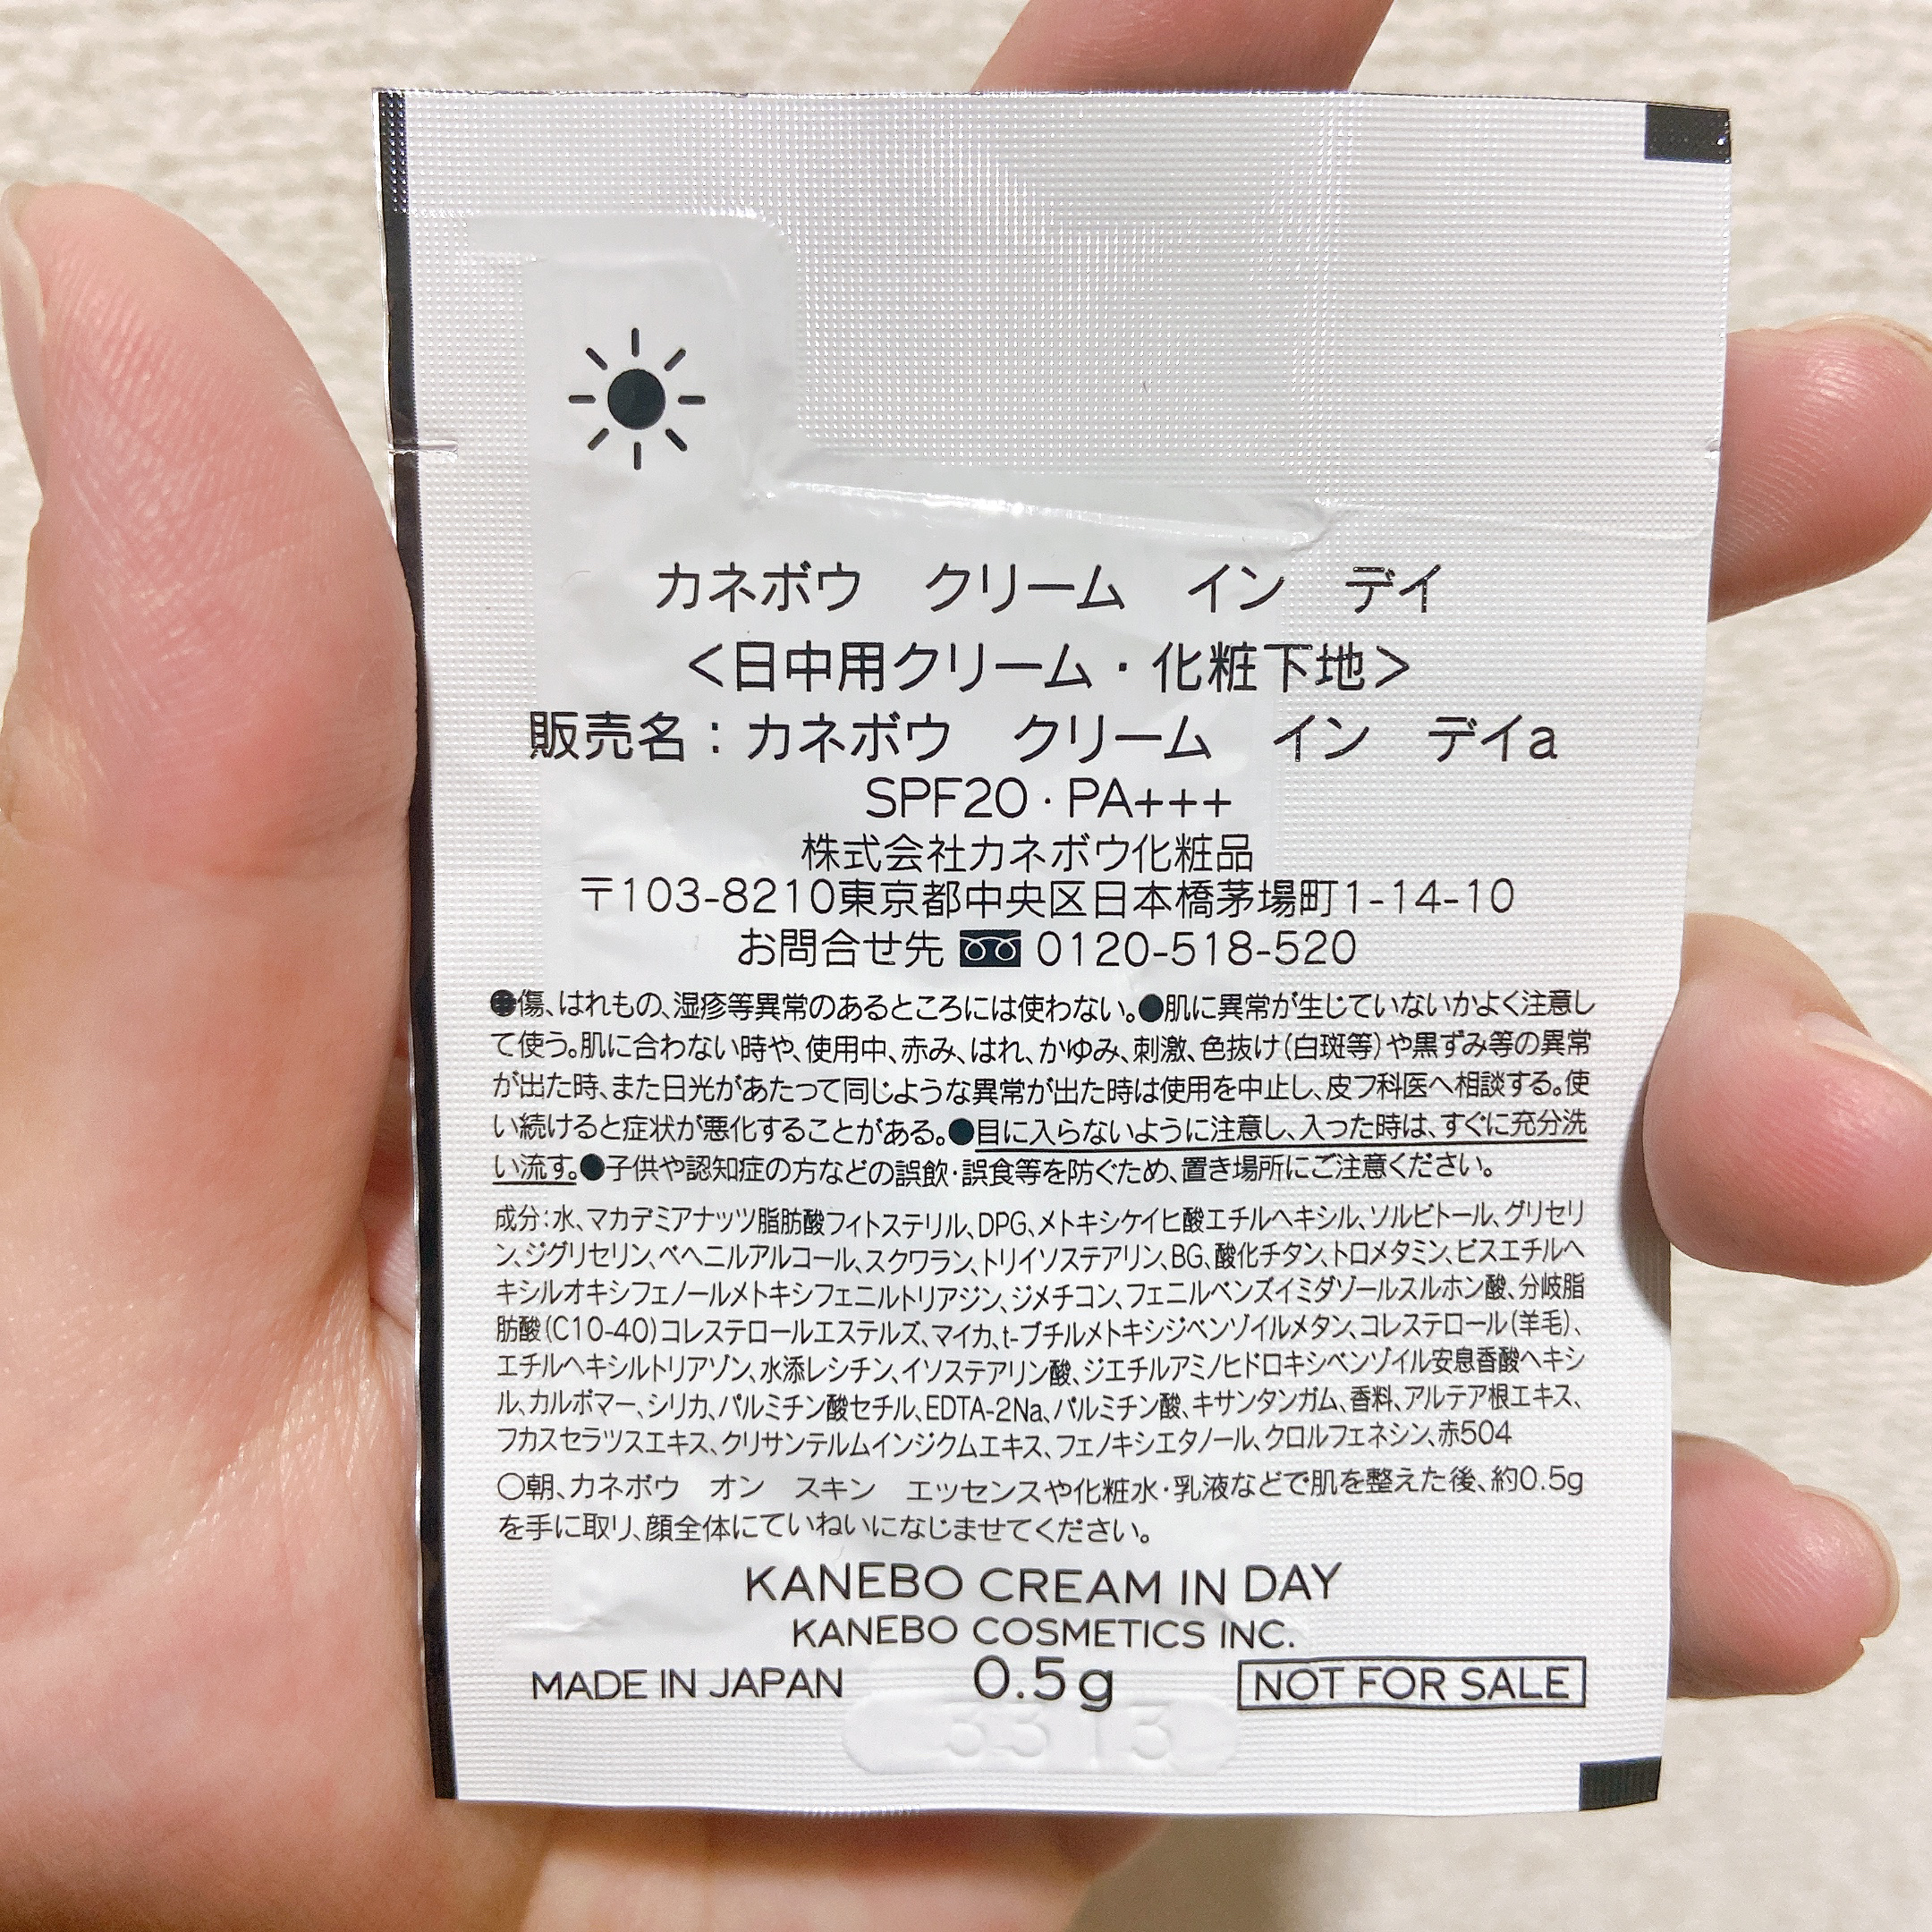 カネボウ　クリーム　イン　デイ
＜日中用クリーム・化粧下地＞
販売名：カネボウ　クリーム　イン　デイa
SPF20・PA+++
株式会社カネボウ化粧品
〒103-8210東京都中央区日本橋茅場町1-14-10
お問合せ先 0120-518-520
●傷、はれもの、湿疹等異常のあるところには使わない。●肌に異常が生じていないかよく注意し
て使う。肌に合わない時や、使用中、赤み、はれ、かゆみ、刺激、色抜け(白斑等)や黒ずみ等の異常
が出た時、また日光があたって同じような異常が出た時は使用を中止し、皮フ科医へ相談する。使
い続けると症状が悪化することがある。●目に入らないように注意し、入った時は、すぐに充分洗
い流す。●子供や認知症の方などの誤飲・誤食等を防ぐため、置き場所にご注意ください。
成分：水、マカデミアナッツ脂肪酸フィトステリル、DPG、メトキシケイヒ酸エチルヘキシル、ソルビトール、グリセリ
ン、ジグリセリン、ベヘニルアルコール、スクワラン、トリイソステアリン、BG、酸化チタン、トロメタミン、ビスエチルヘ
キシルオキシフェノールメトキシフェニルトリアジン、ジメチコン、フェニルベンズイミダゾールスルホン酸、分岐脂
肪酸(C10-40)コレステロールエステルズ、マイカ、t-ブチルメトキシジベンゾイルメタン、コレステロール(羊毛)、
エチルヘキシルトリアゾン、水添レシチン、イソステアリン酸、ジエチルアミノヒドロキシベンゾイル安息香酸ヘキシ
ル、カルボマー、シリカ、パルミチン酸セチル、EDTA-2Na、パルミチン酸、キサンタンガム、香料、アルテア根エキス、
フカスセラツスエキス、クリサンテルムインジクムエキス、フェノキシエタノール、クロルフェネシン、赤504
○朝、カネボウ　オン　スキン　エッセンスや化粧水・乳液などで肌を整えた後、約0.5g
を手に取り、顔全体にていねいになじませてください。
KANEBO CREAM IN DAY
KANEBO COSMETICS INC.
MADE IN JAPAN 0.5g NOT FOR SALE
3313